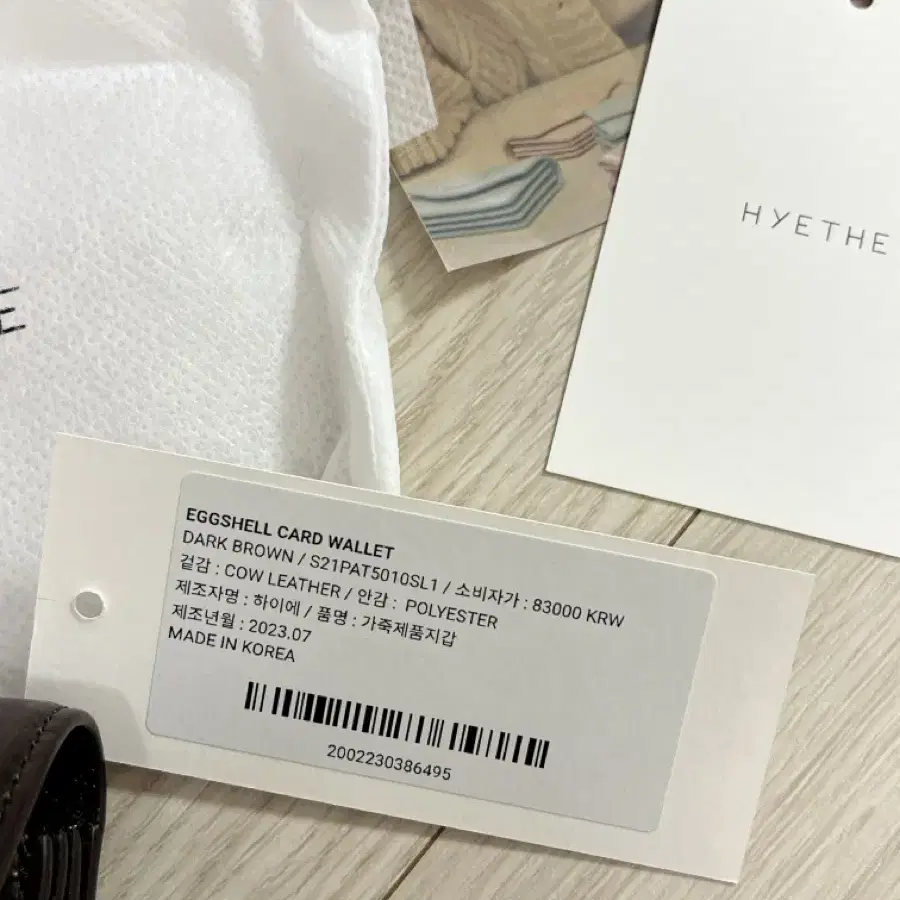 HYETHE
E
EGGSHELL CARD WALLET
DARK BROWN / S21PAT5010SL1 / 소비자가 : 83000 KRW
겉감 : COW LEATHER / 안감 : POLYESTER
제조자명 : 하이에 / 품명 : 가죽제품지갑
제조년월 : 2023.07
MADE IN KOREA
2002230386495